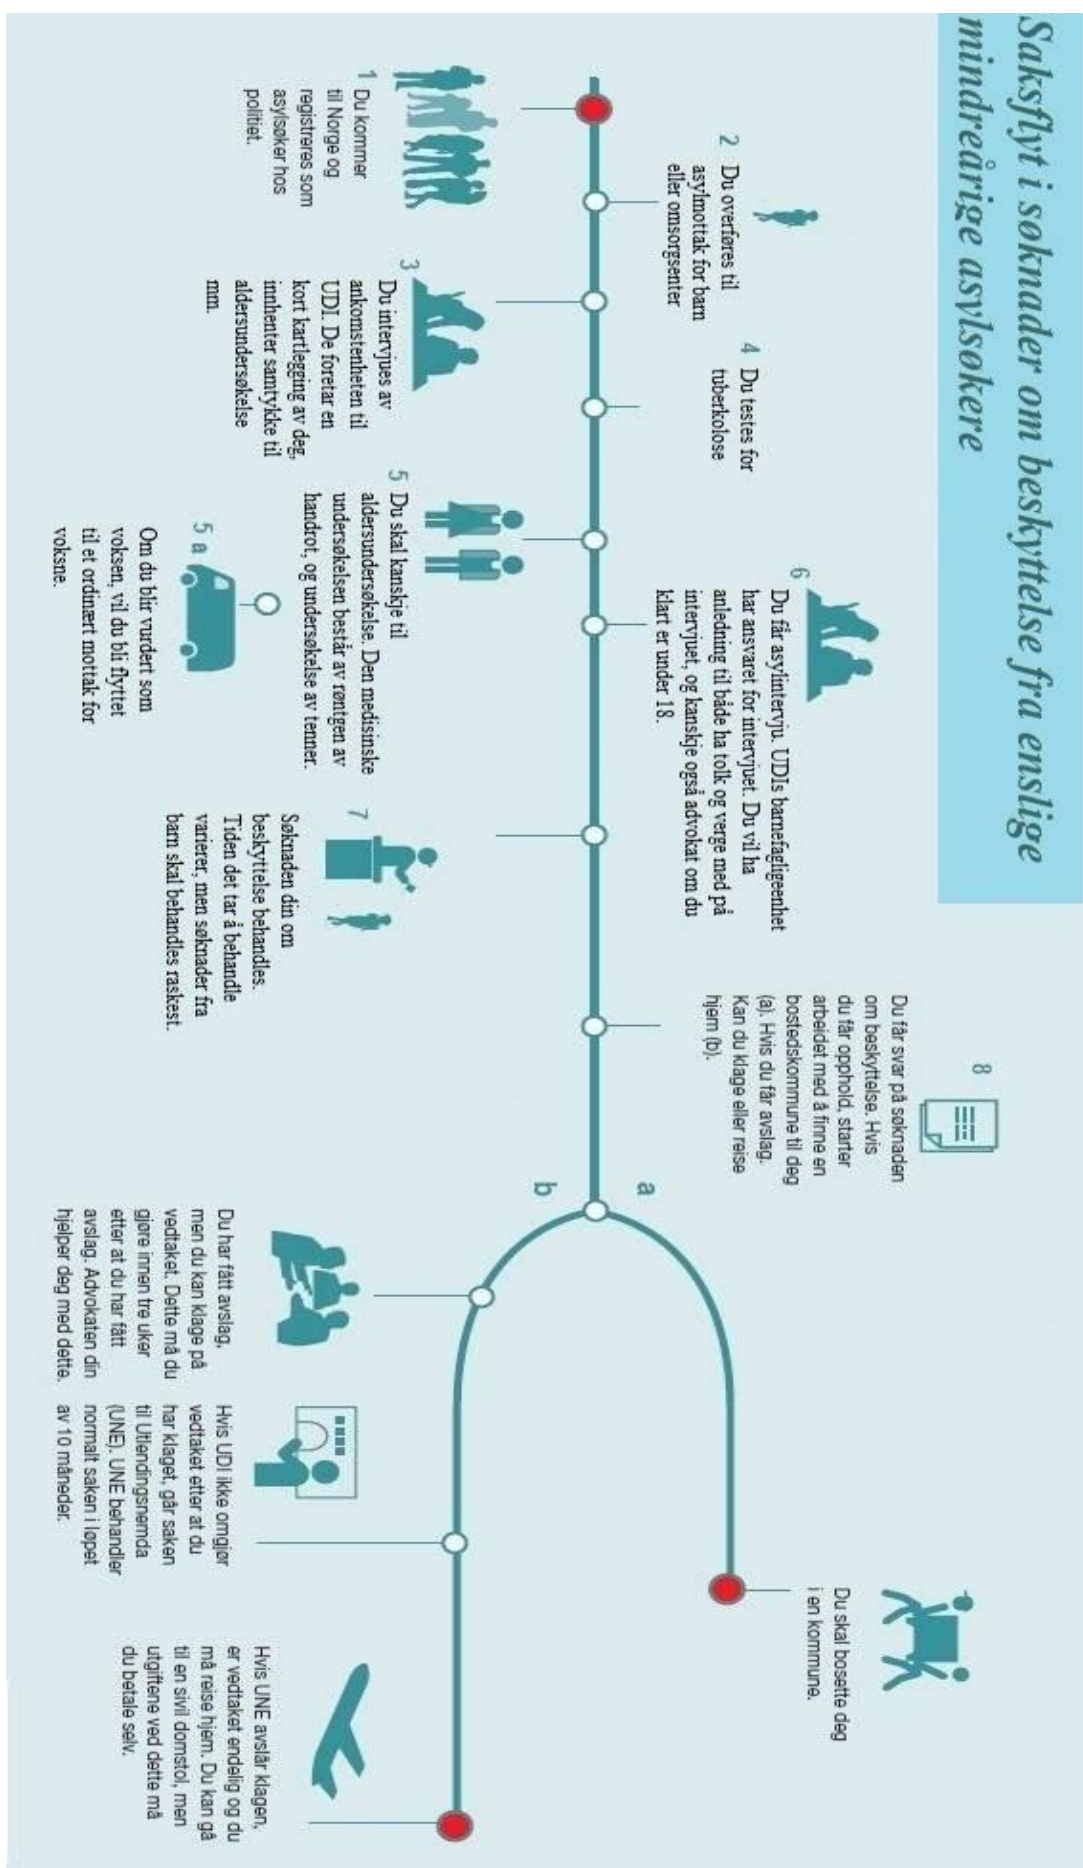 Saksflyt i søknader om beskyttelse fra enslige
mindreårige asylsøkere
1 Du kommer
til Norge og
registreres som
asylsøker hos
politiet.
2 Du overføres til
asylmottak for barn
eller omsorgsenter
3
Du intervjues av
ankomstenheten til
UDI. De foretar en
kort kartlegging av deg,
innhenter samtykke til
aldersundersøkelse
mm.
4 Du testes for
tuberkolose
5 Du skal kanskje til
aldersundersøkelse. Den medisinske
undersøkelsen består av røntgen av
handrot, og undersøkelse av tenner.
5 a
Om du blir vurdert som
voksen, vil du bli flyttet
til et ordinært mottak for
voksne.
6
Du får asylintervju. UDIs barnefagligeenhet
har ansvaret for intervjuet. Du vil ha
anledning til både ha tolk og verge med på
intervjuet, og kanskje også advokat om du
klart er under 18.
7
Søknaden din om
beskyttelse behandles.
Tiden det tar å behandle
varierer, men søknader fra
barn skal behandles raskest.
8
Du får svar på søknaden
om beskyttelse. Hvis
du får opphold, starter
arbeidet med å finne en
bostedskommune til deg
(a). Hvis du får avslag.
Kan du klage eller reise
hjem (b).
a
b
Du skal bosette deg
i en kommune.
Du har fått avslag,
men du kan klage på
vedtaket. Dette må du
gjøre innen tre uker
etter at du har fått
avslag. Advokaten din
hjelper deg med dette.
Hvis UDI ikke omgjør
vedtaket etter at du
har klaget, går saken
til Utlendingsnemda
(UNE). UNE behandler
normalt saken i løpet
av 10 måneder.
Hvis UNE avslår klagen,
er vedtaket endelig og du
må reise hjem. Du kan gå
til en sivil domstol, men
utgiftene ved dette må
du betale selv.